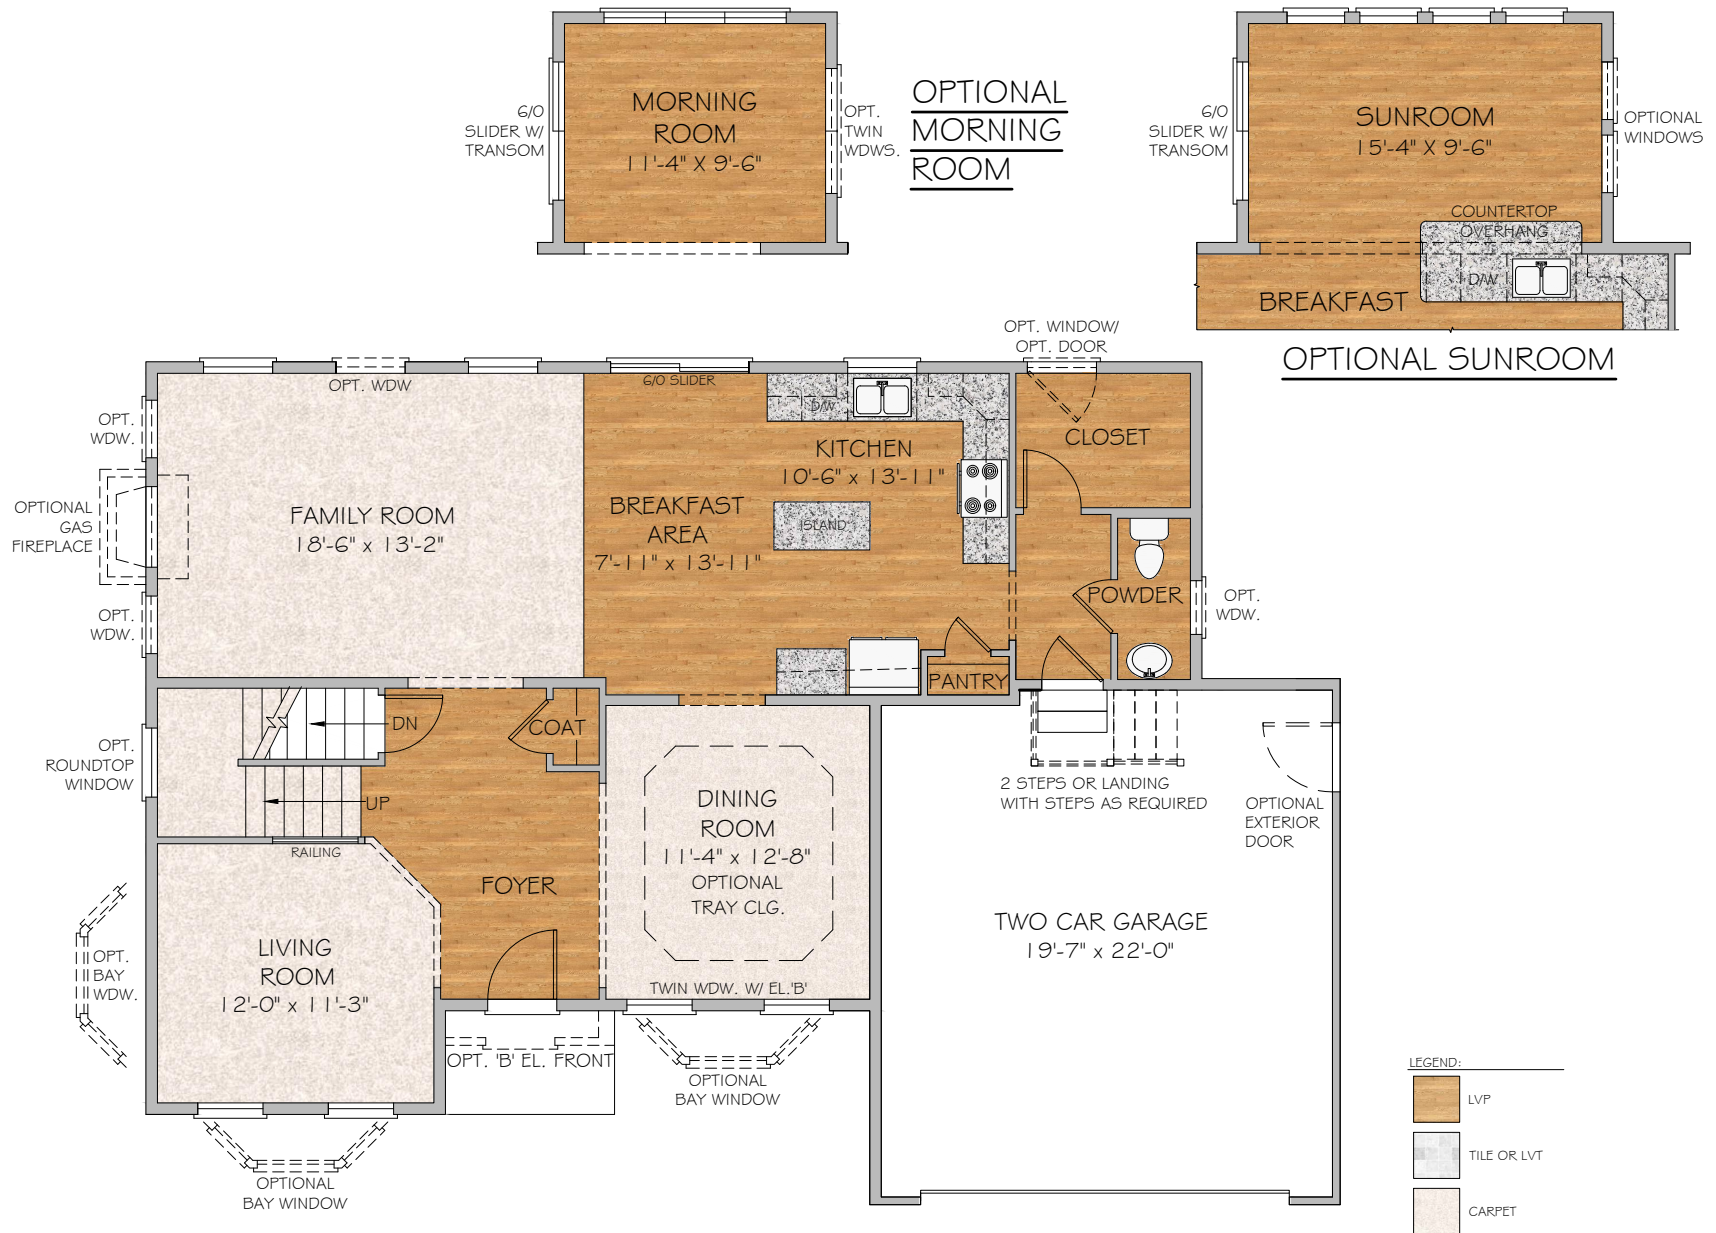 MORNING
ROOM
11'-4" X 9'-6"
6/0
SLIDER W/
TRANSOM
OPT.
TWIN
WDWS.
OPTIONAL
MORNING
ROOM
6/0
SLIDER W/
TRANSOM
SUNROOM
15'-4" X 9'-6"
OPTIONAL
WINDOWS
COUNTERTOP
OVERHANG
D/W
BREAKFAST
OPTIONAL SUNROOM
OPT. WINDOW/
OPT. DOOR
OPT. WDW
6/0 SLIDER
D/W
OPT.
WDW.
KITCHEN
10'-6" x 13'-11"
CLOSET
OPTIONAL
GAS
FIREPLACE
FAMILY ROOM
18'-6" x 13'-2"
BREAKFAST
AREA
7'-11" x 13'-11"
ISLAND
OPT.
WDW.
POWDER
OPT.
WDW.
PANTRY
DN
COAT
OPT.
ROUNDTOP
WINDOW
UP
RAILING
DINING
ROOM
11'-4" x 12'-8"
OPTIONAL
TRAY CLG.
2 STEPS OR LANDING
WITH STEPS AS REQUIRED
OPTIONAL
EXTERIOR
DOOR
FOYER
LIVING
ROOM
12'-0" x 11'-3"
OPT.
BAY
WDW.
TWIN WDW. W/ EL.'B'
TWO CAR GARAGE
19'-7" x 22'-0"
OPT. 'B' EL. FRONT
OPTIONAL
BAY WINDOW
OPTIONAL
BAY WINDOW
LEGEND:
LVP
TILE OR LVT
CARPET